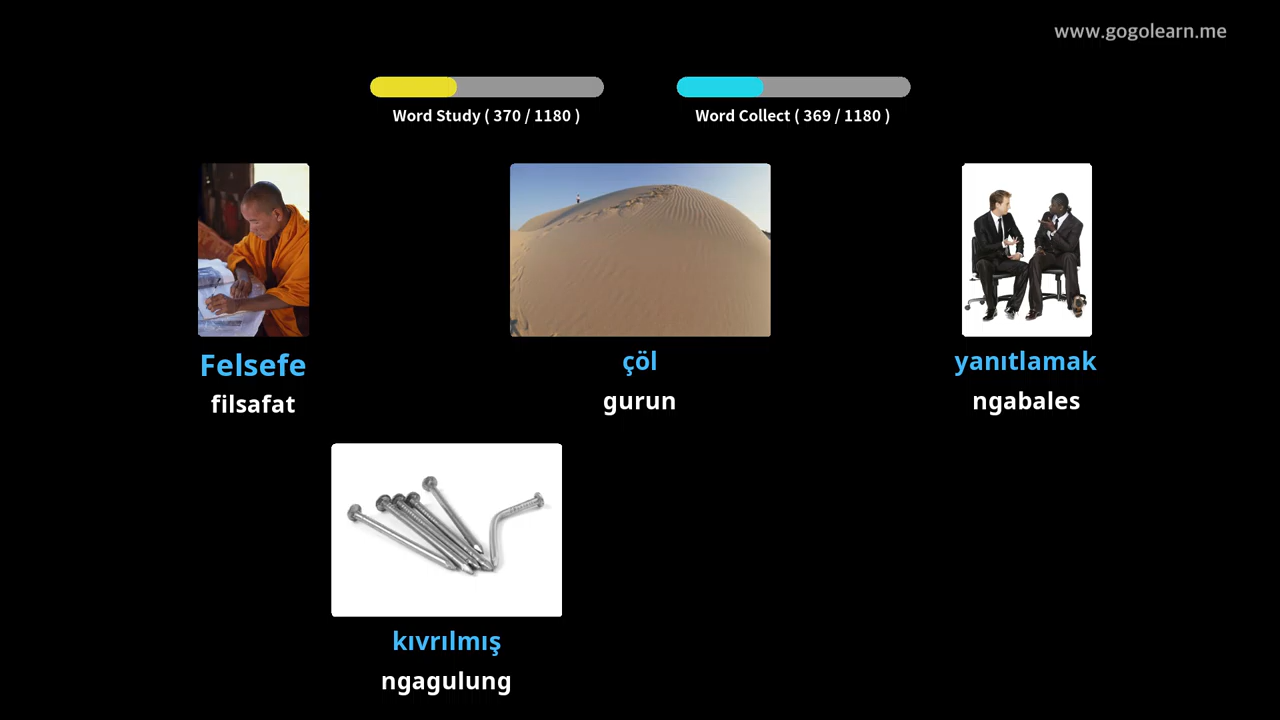 www.gogolearn.me
Word Study ( 370 / 1180 )
Word Collect ( 369 / 1180 )
Felsefe
filsafat
çöl
gurun
yanıtlamak
ngabales
kıvrılmış
ngagulung